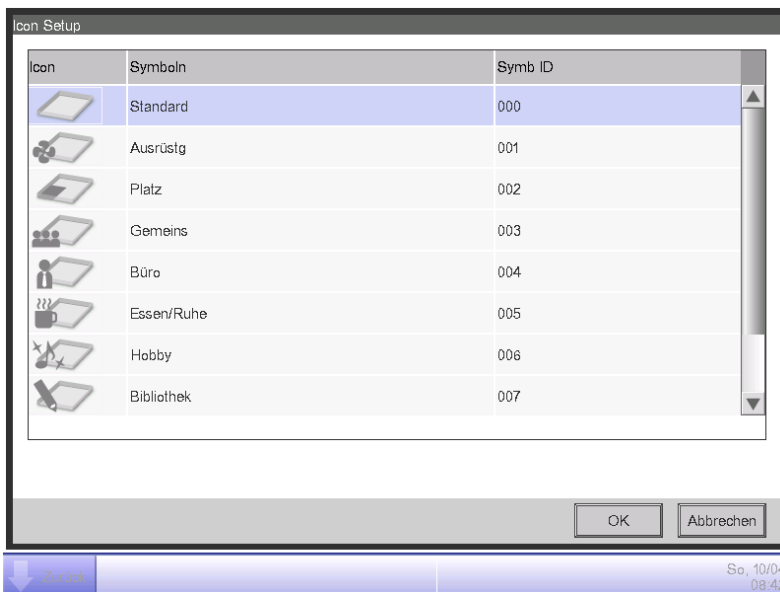 Icon Setup
Icon Symboln Symb ID
Standard 000
Ausrüstg 001
Platz 002
Gemeins 003
Büro 004
Essen/Ruhe 005
Hobby 006
Bibliothek 007
OK Abbrechen
Zurück So, 10/0
08:4